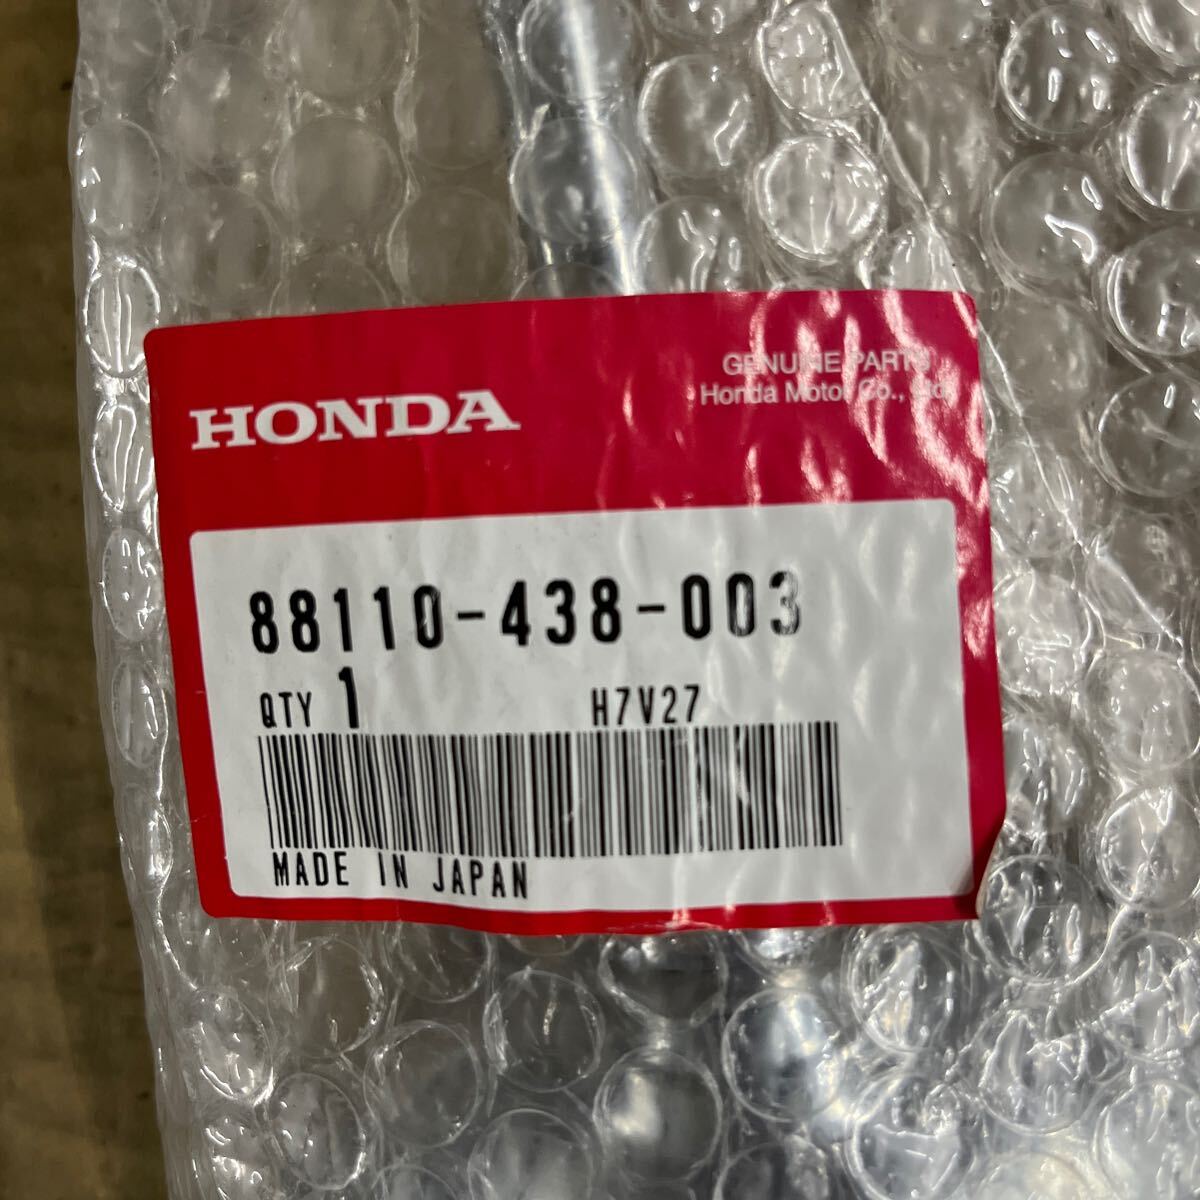 GENUINE PARTS
HONDA
Honda Motor Co., Ltd.
88110-438-003
QTY 1 H7V27
MADE IN JAPAN